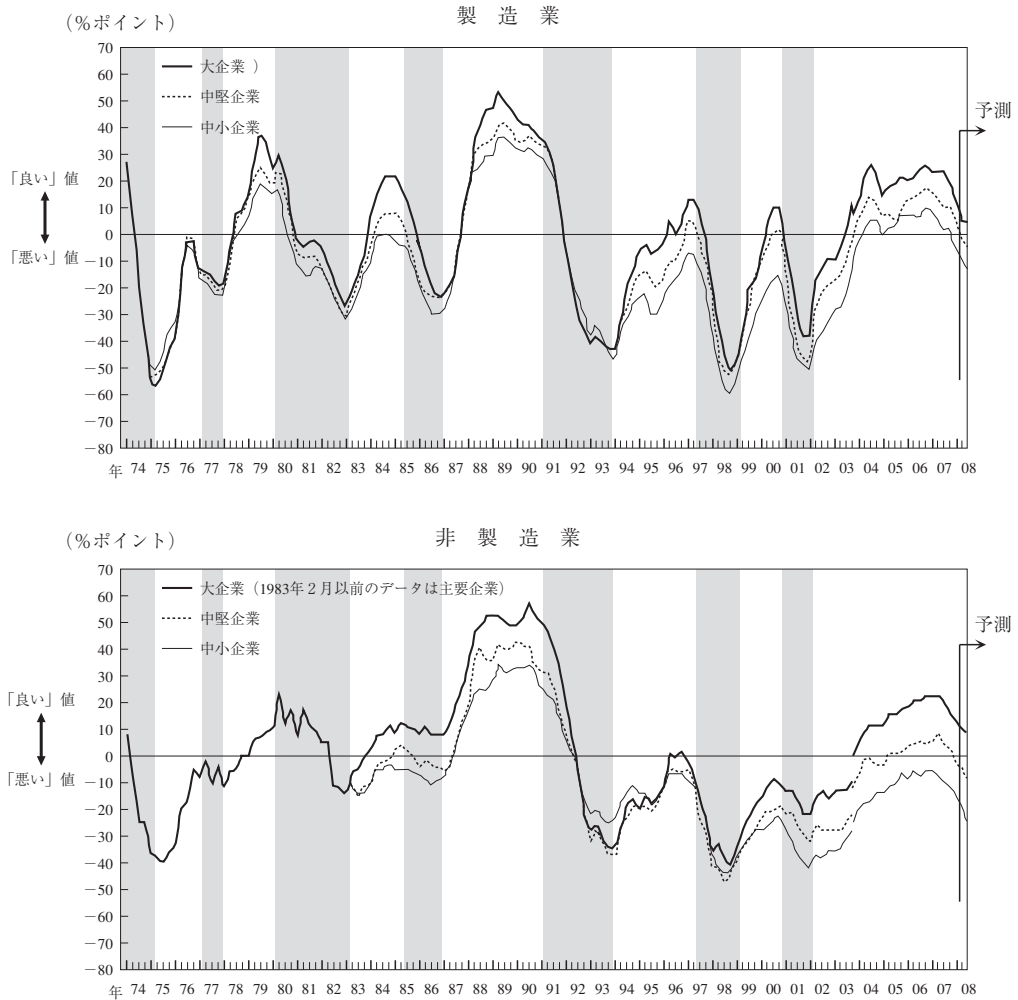 製 造 業
（％ポイント）
70
60
50
40
30
20
10
0
－10
－20
－30
－40
－50
－60
－70
－80
「良い」値
「悪い」値
大企業 ）
中堅企業
中小企業
予測
年 74 75 76 77 78 79 80 81 82 83 84 85 86 87 88 89 90 91 92 93 94 95 96 97 98 99 00 01 02 03 04 05 06 07 08
非 製 造 業
（％ポイント）
70
60
50
40
30
20
10
0
－10
－20
－30
－40
－50
－60
－70
－80
「良い」値
「悪い」値
大企業（1983年２月以前のデータは主要企業）
中堅企業
中小企業
予測
年 74 75 76 77 78 79 80 81 82 83 84 85 86 87 88 89 90 91 92 93 94 95 96 97 98 99 00 01 02 03 04 05 06 07 08